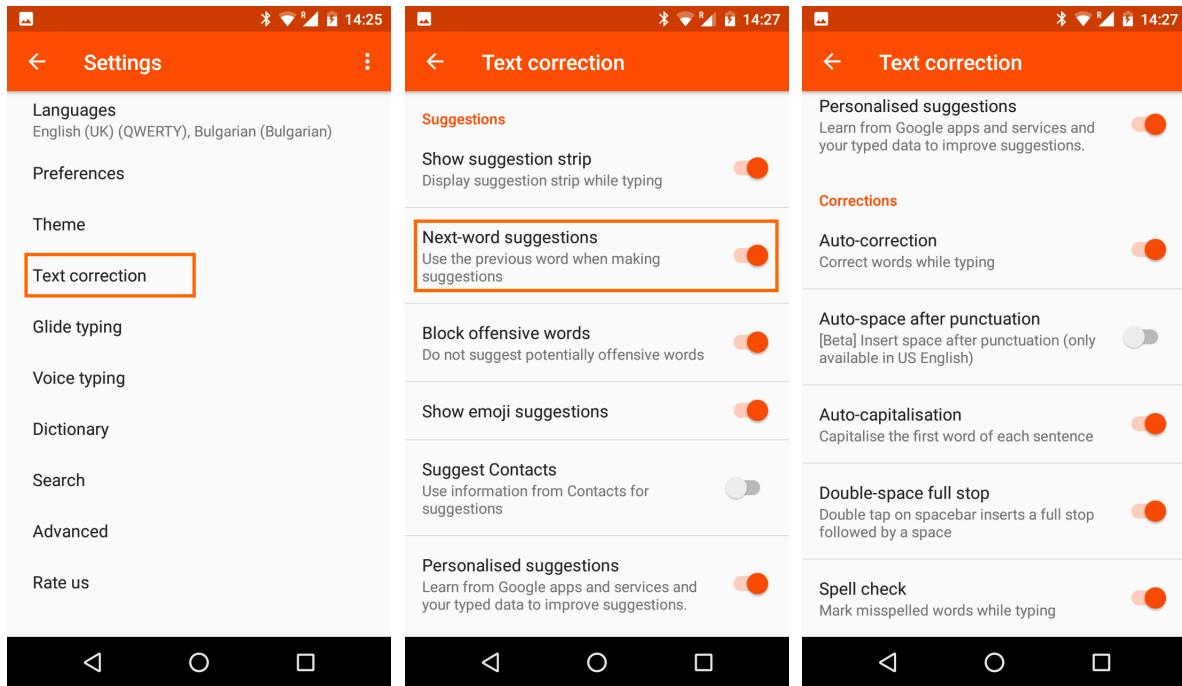 R 14:25
Settings
Languages
English (UK) (QWERTY), Bulgarian (Bulgarian)
Preferences
Theme
Text correction
Glide typing
Voice typing
Dictionary
Search
Advanced
Rate us
R 14:27
Text correction
Suggestions
Show suggestion strip
Display suggestion strip while typing
Next-word suggestions
Use the previous word when making
suggestions
Block offensive words
Do not suggest potentially offensive words
Show emoji suggestions
Suggest Contacts
Use information from Contacts for
suggestions
Personalised suggestions
Learn from Google apps and services and
your typed data to improve suggestions.
R 14:27
Text correction
Personalised suggestions
Learn from Google apps and services and
your typed data to improve suggestions.
Corrections
Auto-correction
Correct words while typing
Auto-space after punctuation
[Beta] Insert space after punctuation (only
available in US English)
Auto-capitalisation
Capitalise the first word of each sentence
Double-space full stop
Double tap on spacebar inserts a full stop
followed by a space
Spell check
Mark misspelled words while typing